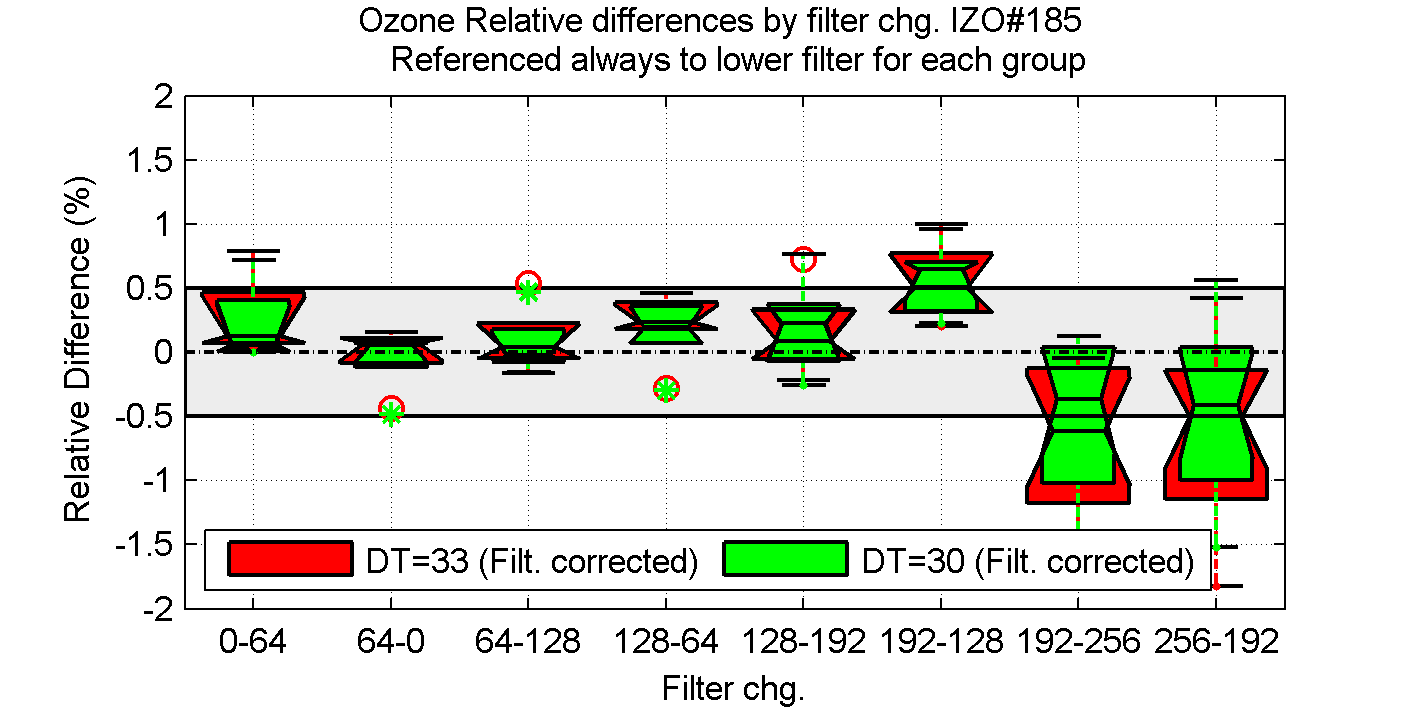 Ozone Relative differences by filter chg. IZO#185
Referenced always to lower filter for each group
Relative Difference (%)
2
1.5
1
0.5
0
-0.5
-1
-1.5
-2
DT=33 (Filt. corrected) DT=30 (Filt. corrected)
0-64 64-0 64-128 128-64 128-192 192-128 192-256 256-192
Filter chg.